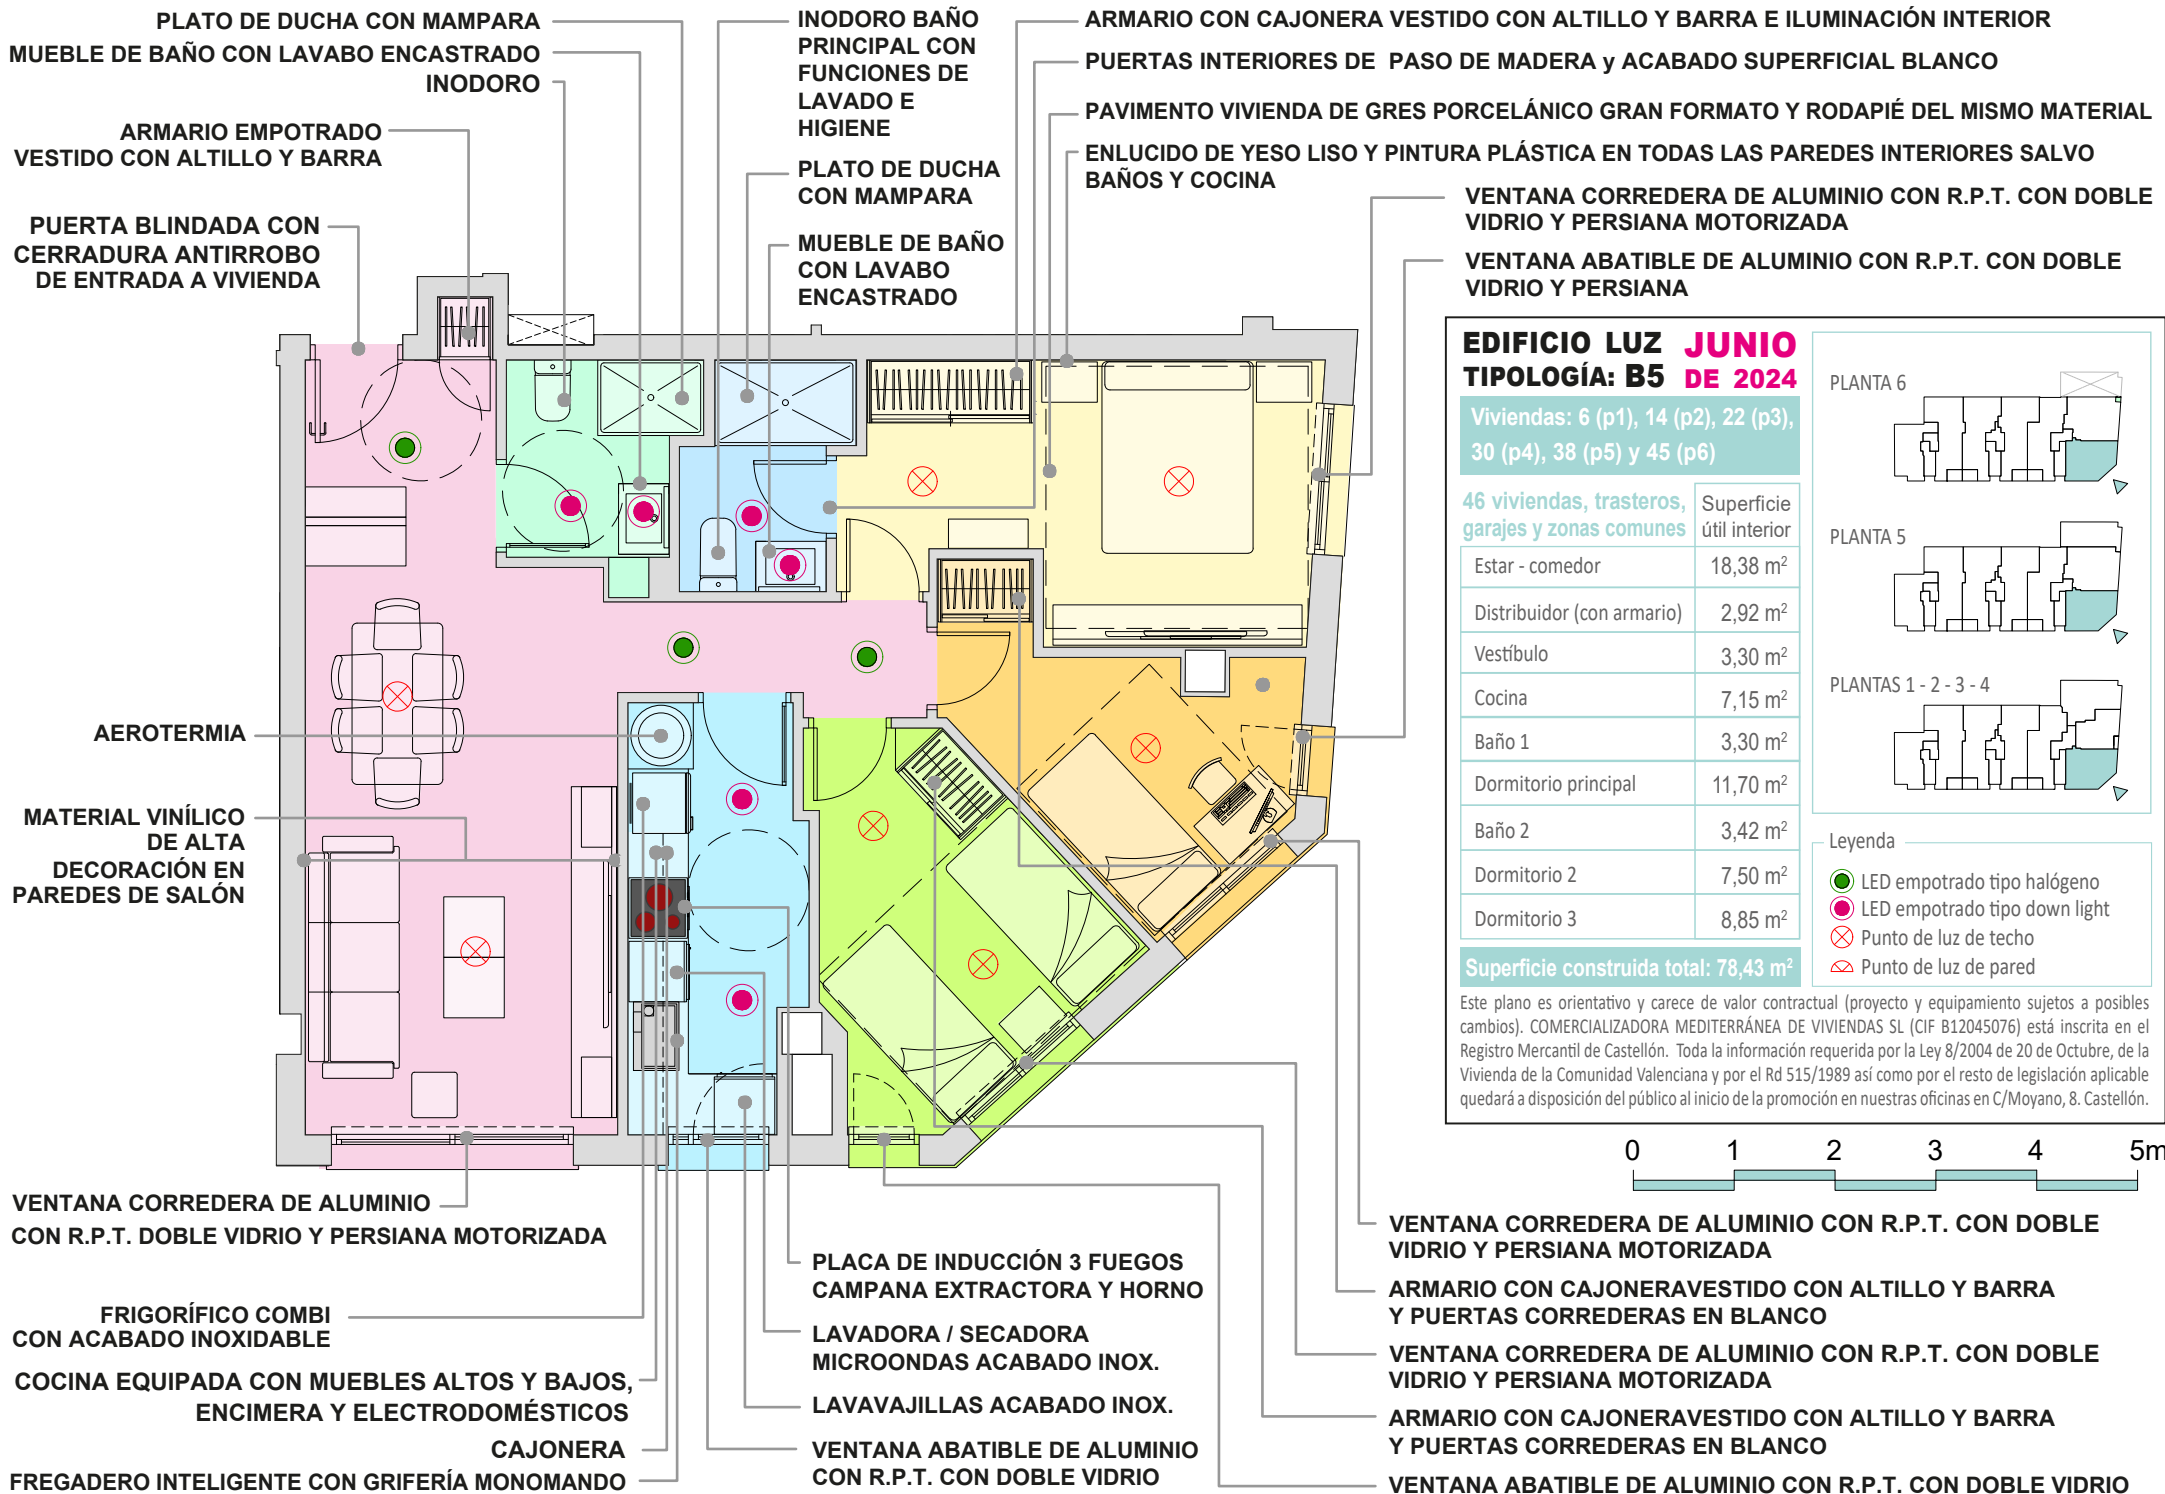 PLATO DE DUCHA CON MAMPARA
MUEBLE DE BAÑO CON LAVABO ENCASTRADO
INODORO
ARMARIO EMPOTRADO
VESTIDO CON ALTILLO Y BARRA
PUERTA BLINDADA CON
CERRADURA ANTIRROBO
DE ENTRADA A VIVIENDA
INODORO BAÑO
PRINCIPAL CON
FUNCIONES DE
LAVADO E
HIGIENE
PLATO DE DUCHA
CON MAMPARA
MUEBLE DE BAÑO
CON LAVABO
ENCASTRADO
ARMARIO CON CAJONERA VESTIDO CON ALTILLO Y BARRA E ILUMINACIÓN INTERIOR
PUERTAS INTERIORES DE PASO DE MADERA y ACABADO SUPERFICIAL BLANCO
PAVIMENTO VIVIENDA DE GRES PORCELÁNICO GRAN FORMATO Y RODAPIÉ DEL MISMO MATERIAL
ENLUCIDO DE YESO LISO Y PINTURA PLÁSTICA EN TODAS LAS PAREDES INTERIORES SALVO
BAÑOS Y COCINA
VENTANA CORREDERA DE ALUMINIO CON R.P.T. CON DOBLE
VIDRIO Y PERSIANA MOTORIZADA
VENTANA ABATIBLE DE ALUMINIO CON R.P.T. CON DOBLE
VIDRIO Y PERSIANA
EDIFICIO LUZ JUNIO
TIPOLOGÍA: B5 DE 2024
Viviendas: 6 (p1), 14 (p2), 22 (p3),
30 (p4), 38 (p5) y 45 (p6)
46 viviendas, trasteros,
garajes y zonas comunes
Superficie
útil interior
Estar - comedor 18,38 m²
Distribuidor (con armario) 2,92 m²
Vestíbulo 3,30 m²
Cocina 7,15 m²
Baño 1 3,30 m²
Dormitorio principal 11,70 m²
Baño 2 3,42 m²
Dormitorio 2 7,50 m²
Dormitorio 3 8,85 m²
Superficie construida total: 78,43 m²
PLANTA 6
PLANTA 5
PLANTAS 1 - 2 - 3 - 4
Leyenda
LED empotrado tipo halógeno
LED empotrado tipo down light
Punto de luz de techo
Punto de luz de pared
Este plano es orientativo y carece de valor contractual (proyecto y equipamiento sujetos a posibles
cambios). COMERCIALIZADORA MEDITERRÁNEA DE VIVIENDAS SL (CIF B12045076) está inscrita en el
Registro Mercantil de Castellón. Toda la información requerida por la Ley 8/2004 de 20 de Octubre, de la
Vivienda de la Comunidad Valenciana y por el Rd 515/1989 así como por el resto de legislación aplicable
quedará a disposición del público al inicio de la promoción en nuestras oficinas en C/Moyano, 8. Castellón.
0 1 2 3 4 5m
AEROTERMIA
MATERIAL VINÍLICO
DE ALTA
DECORACIÓN EN
PAREDES DE SALÓN
VENTANA CORREDERA DE ALUMINIO
CON R.P.T. DOBLE VIDRIO Y PERSIANA MOTORIZADA
FRIGORÍFICO COMBI
CON ACABADO INOXIDABLE
COCINA EQUIPADA CON MUEBLES ALTOS Y BAJOS,
ENCIMERA Y ELECTRODOMÉSTICOS
CAJONERA
FREGADERO INTELIGENTE CON GRIFERÍA MONOMANDO
PLACA DE INDUCCIÓN 3 FUEGOS
CAMPANA EXTRACTORA Y HORNO
LAVADORA / SECADORA
MICROONDAS ACABADO INOX.
LAVAVAJILLAS ACABADO INOX.
VENTANA ABATIBLE DE ALUMINIO
CON R.P.T. CON DOBLE VIDRIO
VENTANA CORREDERA DE ALUMINIO CON R.P.T. CON DOBLE
VIDRIO Y PERSIANA MOTORIZADA
ARMARIO CON CAJONERAVESTIDO CON ALTILLO Y BARRA
Y PUERTAS CORREDERAS EN BLANCO
VENTANA CORREDERA DE ALUMINIO CON R.P.T. CON DOBLE
VIDRIO Y PERSIANA MOTORIZADA
ARMARIO CON CAJONERAVESTIDO CON ALTILLO Y BARRA
Y PUERTAS CORREDERAS EN BLANCO
VENTANA ABATIBLE DE ALUMINIO CON R.P.T. CON DOBLE VIDRIO